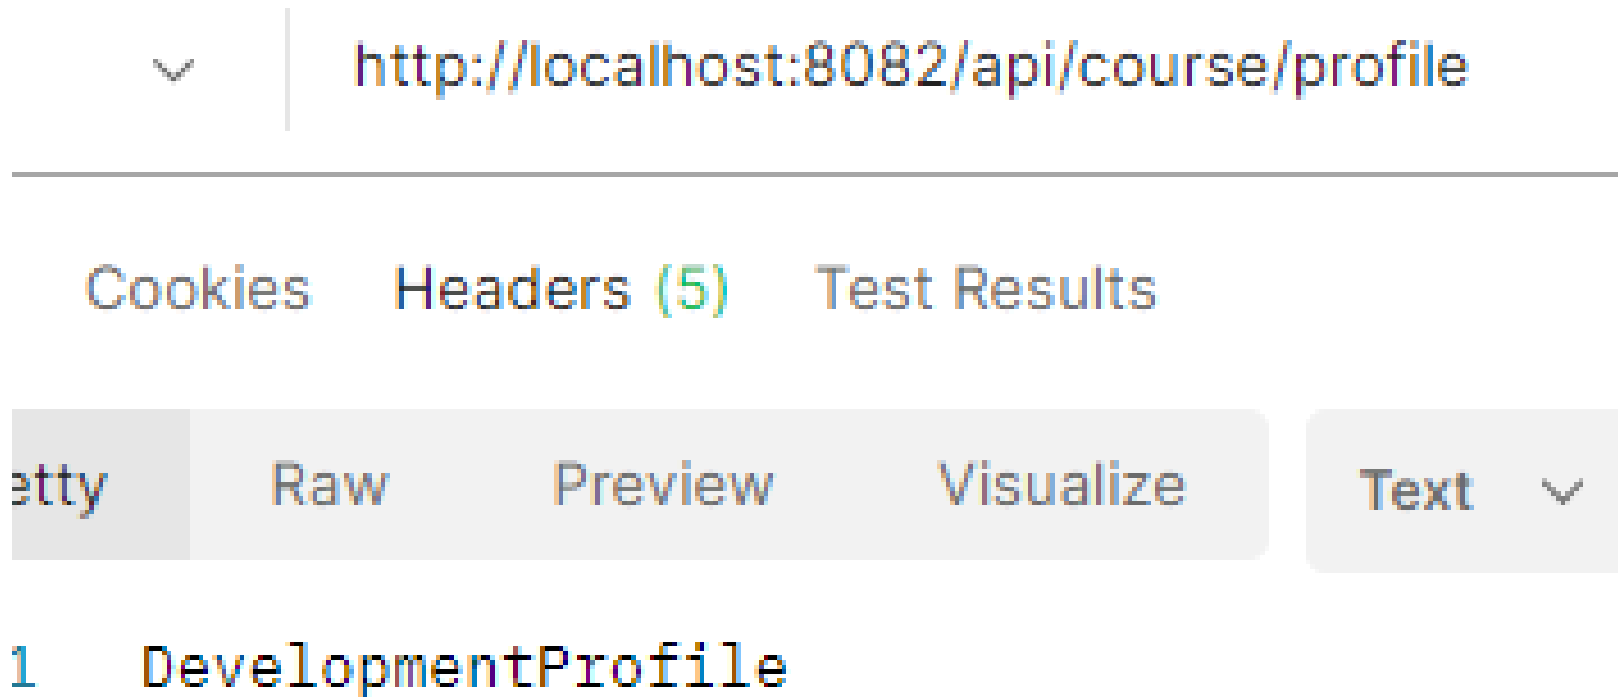 http://localhost:8082/api/course/profile
Cookies Headers (5) Test Results
etty Raw Preview Visualize Text
1 DevelopmentProfile